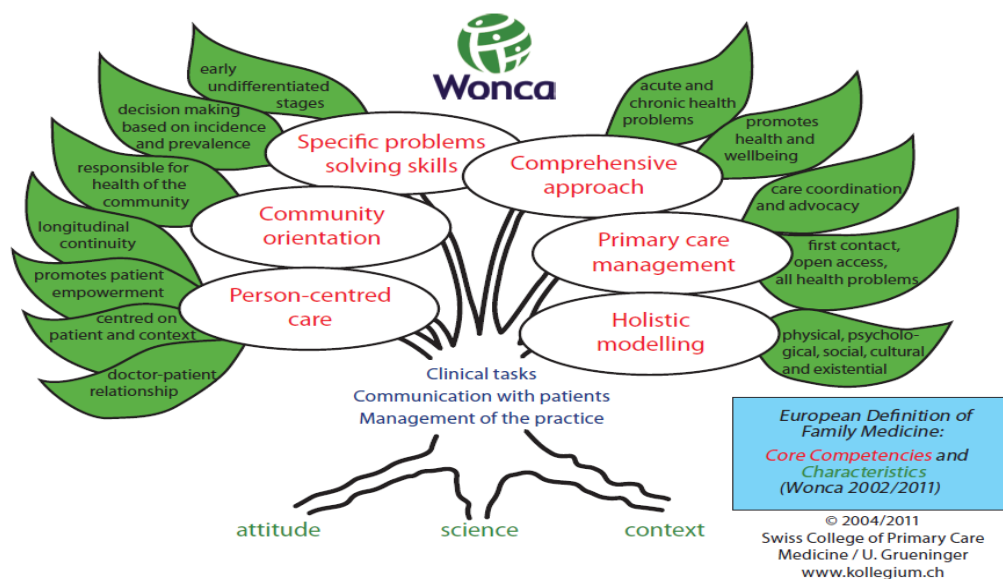 Wonca
early
undifferentiated
stages
decision making
based on incidence
and prevalence
responsible for
health of the
community
longitudinal
continuity
promotes patient
empowerment
centred on
patient and context
doctor-patient
relationship
Specific problems
solving skills
Community
orientation
Person-centred
care
Comprehensive
approach
Primary care
management
Holistic
modelling
acute and
chronic health
problems
promotes
health and
wellbeing
care coordination
and advocacy
first contact,
open access,
all health problems
physical, psycholo-
gical, social, cultural
and existential
Clinical tasks
Communication with patients
Management of the practice
attitude
science
context
European Definition of
Family Medicine:
Core Competencies and
Characteristics
(Wonca 2002/2011)
© 2004/2011
Swiss College of Primary Care
Medicine / U. Grueninger
www.kollegium.ch